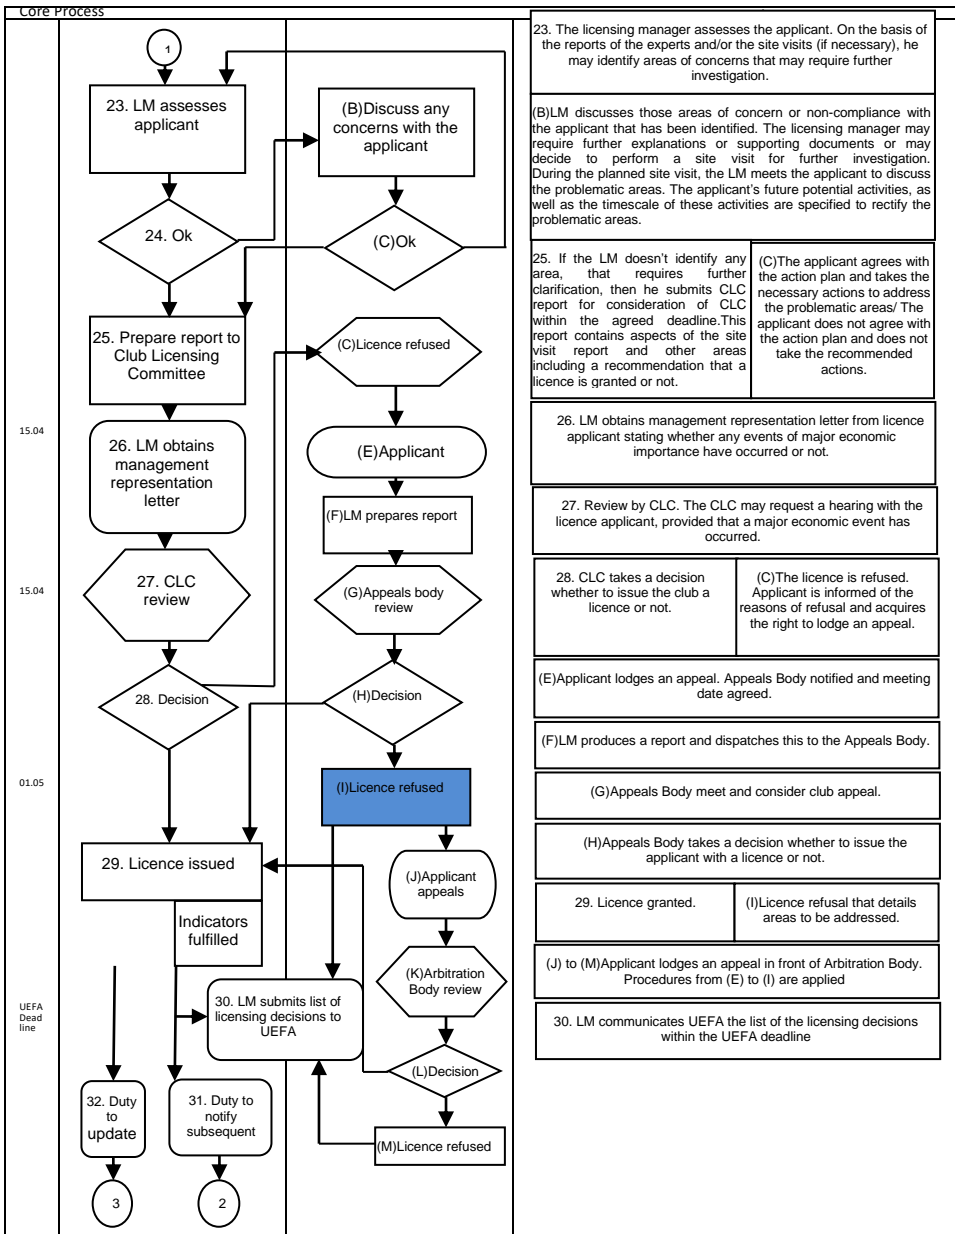 Core Process
1
23. LM assesses
applicant
(B)Discuss any
concerns with the
applicant
24. Ok
(C)Ok
25. Prepare report to
Club Licensing
Committee
(C)Licence refused
15.04
26. LM obtains
management
representation
letter
(E)Applicant
(F)LM prepares report
15.04
27. CLC
review
(G)Appeals body
review
28. Decision
(H)Decision
01.05
(I)Licence refused
29. Licence issued
(J)Applicant
appeals
Indicators
fulfilled
(K)Arbitration
Body review
UEFA
Dead
line
30. LM submits list of
licensing decisions to
UEFA
(L)Decision
32. Duty
to
update
31. Duty to
notify
subsequent
(M)Licence refused
3
2
23. The licensing manager assesses the applicant. On the basis of
the reports of the experts and/or the site visits (if necessary), he
may identify areas of concerns that may require further
investigation.
(B)LM discusses those areas of concern or non-compliance with
the applicant that has been identified. The licensing manager may
require further explanations or supporting documents or may
decide to perform a site visit for further investigation.
During the planned site visit, the LM meets the applicant to discuss
the problematic areas. The applicant's future potential activities, as
well as the timescale of these activities are specified to rectify the
problematic areas.
25. If the LM doesn't identify any
area, that requires further
clarification, then he submits CLC
report for consideration of CLC
within the agreed deadline.This
report contains aspects of the site
visit report and other areas
including a recommendation that a
licence is granted or not.
(C)The applicant agrees with
the action plan and takes the
necessary actions to address
the problematic areas/ The
applicant does not agree with
the action plan and does not
take the recommended
actions.
26. LM obtains management representation letter from licence
applicant stating whether any events of major economic
importance have occurred or not.
27. Review by CLC. The CLC may request a hearing with the
licence applicant, provided that a major economic event has
occurred.
28. CLC takes a decision
whether to issue the club a
licence or not.
(C)The licence is refused.
Applicant is informed of the
reasons of refusal and acquires
the right to lodge an appeal.
(E)Applicant lodges an appeal. Appeals Body notified and meeting
date agreed.
(F)LM produces a report and dispatches this to the Appeals Body.
(G)Appeals Body meet and consider club appeal.
(H)Appeals Body takes a decision whether to issue the
applicant with a licence or not.
29. Licence granted.
(I)Licence refusal that details
areas to be addressed.
(J) to (M)Applicant lodges an appeal in front of Arbitration Body.
Procedures from (E) to (I) are applied
30. LM communicates UEFA the list of the licensing decisions
within the UEFA deadline